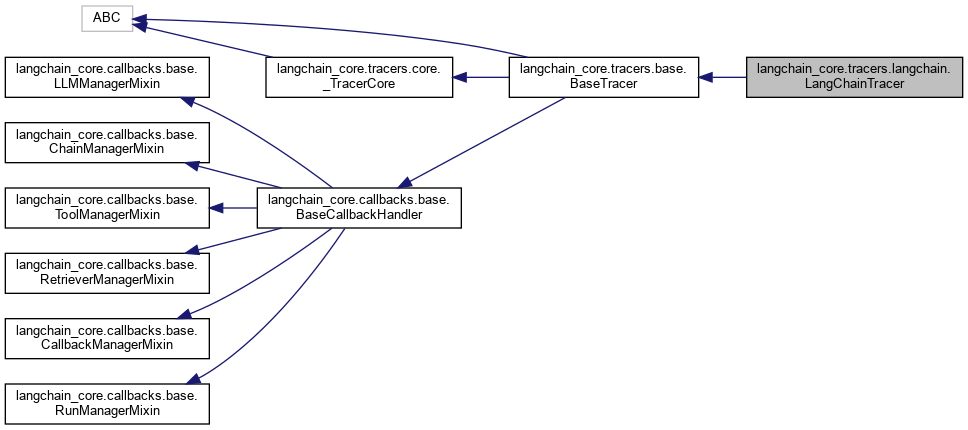 ABC
langchain_core.callbacks.base.
LLMManagerMixin
langchain_core.tracers.core.
_TracerCore
langchain_core.tracers.base.
BaseTracer
langchain_core.tracers.langchain.
LangChainTracer
langchain_core.callbacks.base.
ChainManagerMixin
langchain_core.callbacks.base.
ToolManagerMixin
langchain_core.callbacks.base.
BaseCallbackHandler
langchain_core.callbacks.base.
RetrieverManagerMixin
langchain_core.callbacks.base.
CallbackManagerMixin
langchain_core.callbacks.base.
RunManagerMixin